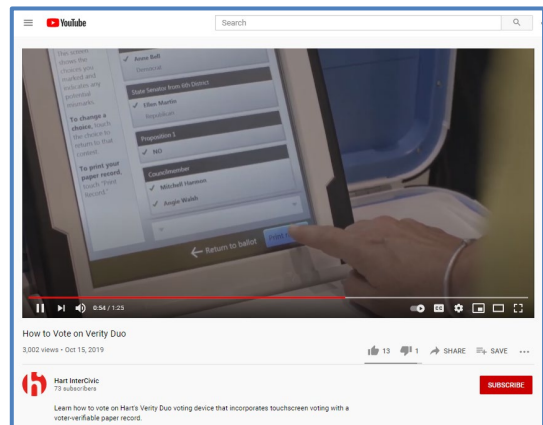 YouTube
Search
This screen
shows the
choices you
marked and
indicates any
potential
mismarks.
To change a
choice, touch
the choice to
return to that
contest.
To print your
paper record,
touch "Print
Record."
Anne Bell
Democrat
State Senator from 6th District
Ellen Martin
Republican
Proposition 1
NO
Councilmember
Mitchell Harrison
Angie Walsh
Return to ballot
Print
0:54 / 1:25
CC
How to Vote on Verity Duo
3,002 views • Oct 15, 2019
13
1
SHARE
SAVE
Hart InterCivic
73 subscribers
SUBSCRIBE
Learn how to vote on Hart's Verity Duo voting device that incorporates touchscreen voting with a
voter-verifiable paper record.